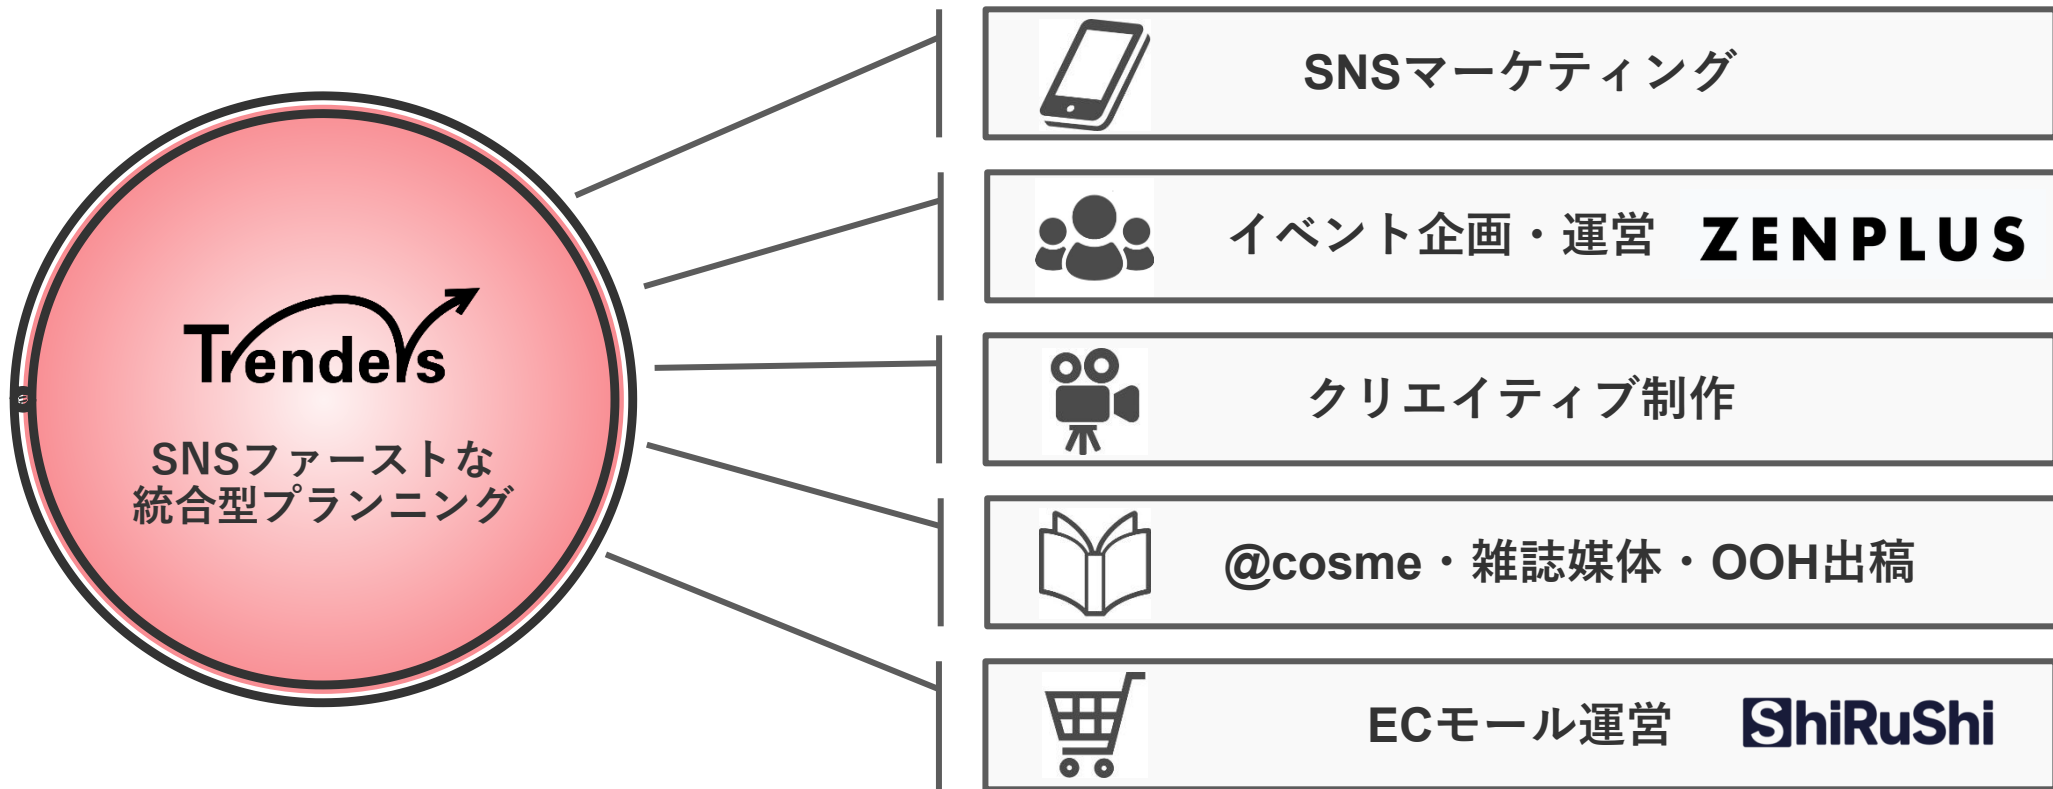 Trenders
SNSファーストな
統合型プランニング
SNSマーケティング
イベント企画・運営 ZENPLUS
クリエイティブ制作
@cosme・雑誌媒体・OOH出稿
ECモール運営 ShiRuShi